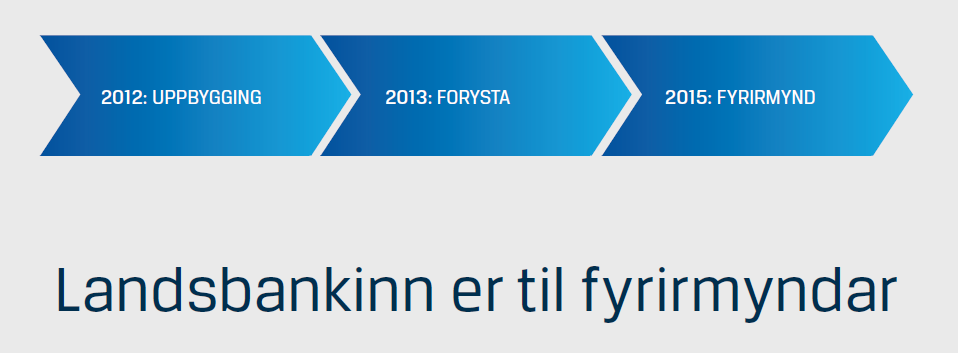 2012: UPPBYGGING
2013: FORYSTA
2015: FYRIRMYND
Landsbankinn er til fyrirmyndar